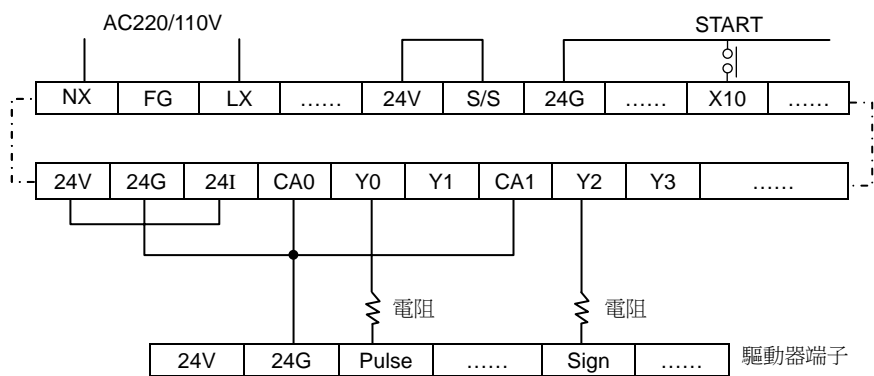 AC220/110V
START
NX FG LX …… 24V S/S 24G …… X10 ……
24V 24G 24I CA0 Y0 Y1 CA1 Y2 Y3 ……
電阻 電阻
24V 24G Pulse …… Sign …… 驅動器端子